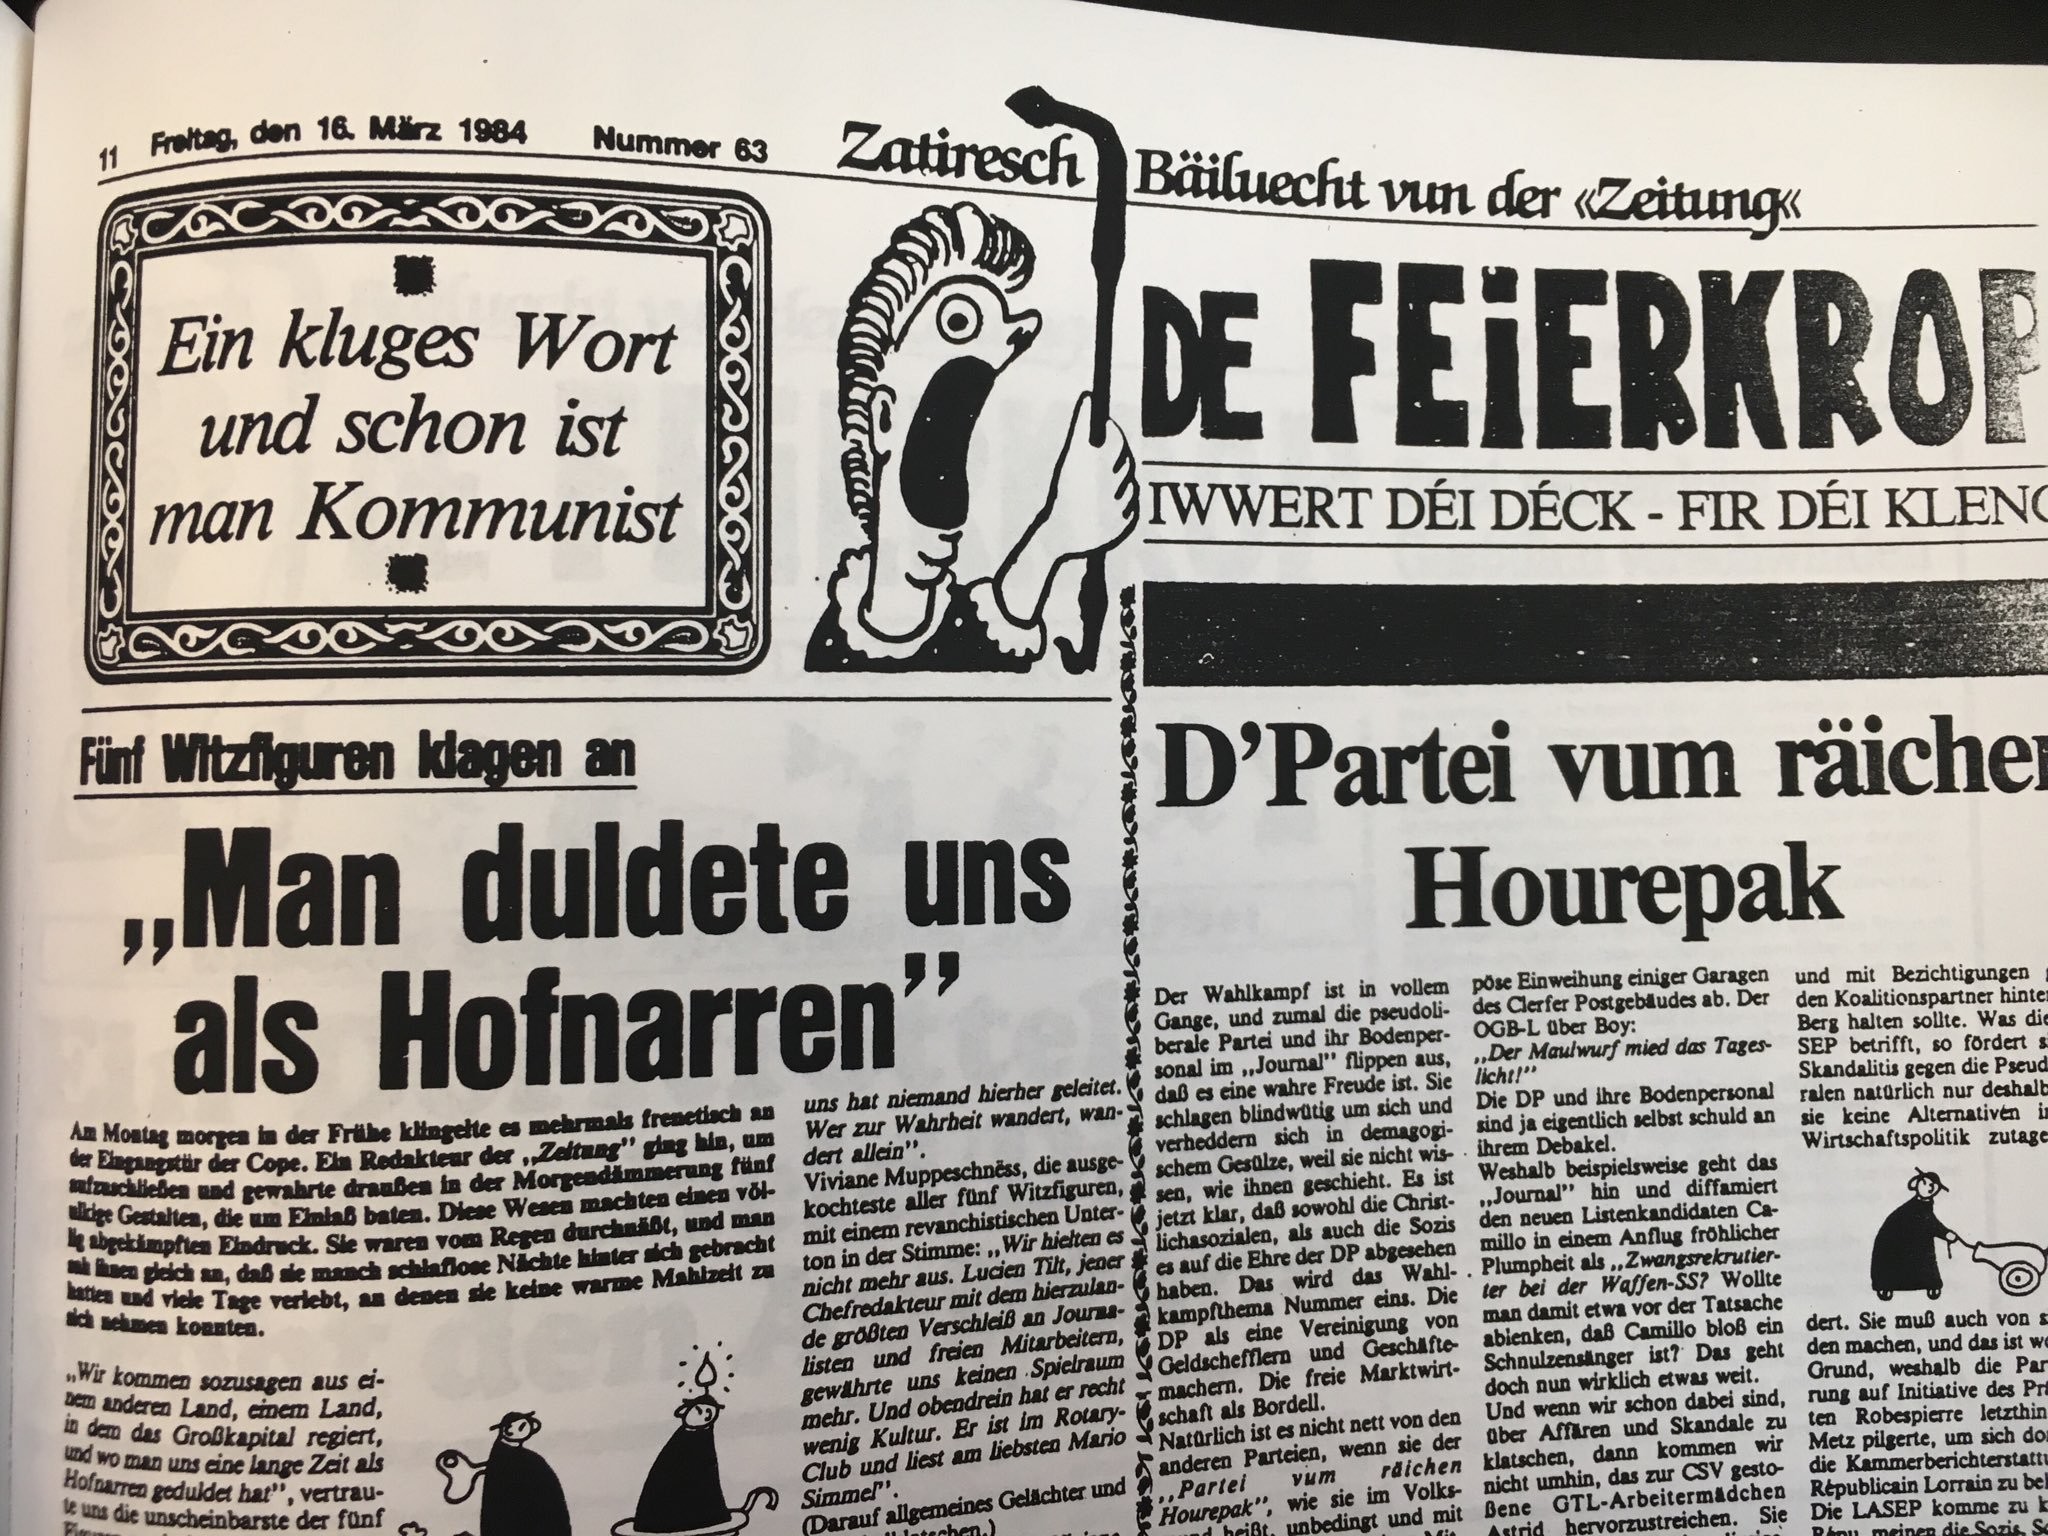 11 Freitag, den 16. März 1984 Nummer 63
Zatiresch Bäiluecht vun der «Zeitung«
Ein kluges Wort
und schon ist
man Kommunist
DE FEiERKROP
IWWERT DÉI DÉCK - FIR DÉI KLENG
Fünf Witzfiguren klagen an
„Man duldete uns
als Hofnarren”
Am Montag morgen in der Frühe klingelte es mehrmals frenetisch an
der Eingangstür der Cope. Ein Redakteur der „Zeitung” ging hin, um
aufzuschließen und gewahrte draußen in der Morgendämmerung fünf
ulkige Gestalten, die um Einlaß baten. Diese Wesen machten einen völ-
lig abgekämpften Eindruck. Sie waren vom Regen durchnäßt, und man
sah ihnen gleich an, daß sie manch schlaflose Nächte hinter sich gebracht
hatten und viele Tage verlebt, an denen sie keine warme Mahlzeit zu
sich nehmen konnten.
„Wir kommen sozusagen aus ei-
nem anderen Land, einem Land,
in dem das Großkapital regiert,
und wo man uns eine lange Zeit als
Hofnarren geduldet hat”, vertrau-
te uns die unscheinbarste der fünf
uns hat niemand hierher geleitet.
Wer zur Wahrheit wandert, wan-
dert allein”.
Viviane Muppeschnëss, die ausge-
kochteste aller fünf Witzfiguren,
mit einem revanchistischen Unter-
ton in der Stimme: „Wir hielten es
nicht mehr aus. Lucien Tilt, jener
Chefredakteur mit dem hierzulan-
de größten Verschleiß an Journa-
listen und freien Mitarbeitern,
gewährte uns keinen Spielraum
mehr. Und obendrein hat er recht
wenig Kultur. Er ist im Rotary-
Club und liest am liebsten Mario
Simmel”.
(Darauf allgemeines Gelächter und
D’Partei vum räichen
Hourepak
Der Wahlkampf ist in vollem
Gange, und zumal die pseudoli-
berale Partei und ihr Bodenper-
sonal im „Journal” flippen aus,
daß es eine wahre Freude ist. Sie
schlagen blindwütig um sich und
verheddern sich in demagogi-
schem Gesülze, weil sie nicht wis-
sen, wie ihnen geschieht. Es ist
jetzt klar, daß sowohl die Christ-
lichasozialen, als auch die Sozis
es auf die Ehre der DP abgesehen
haben. Das wird das Wahl-
kampfthema Nummer eins. Die
DP als eine Vereinigung von
Geldschefflern und Geschäfte-
machern. Die freie Marktwirt-
schaft als Bordell.
Natürlich ist es nicht nett von den
anderen Parteien, wenn sie der
„Partei vum räichen
Hourepak”, wie sie im Volks-
mund heißt, unbedingt und mit
pöse Einweihung einiger Garagen
des Clerfer Postgebäudes ab. Der
OGB-L über Boy:
„Der Maulwurf mied das Tages-
licht!”
Die DP und ihre Bodenpersonal
sind ja eigentlich selbst schuld an
ihrem Debakel.
Weshalb beispielsweise geht das
„Journal” hin und diffamiert
den neuen Listenkandidaten Ca-
millo in einem Anflug fröhlicher
Plumpheit als „Zwangsrekrutier-
ter bei der Waffen-SS? Wollte
man damit etwa vor der Tatsache
ablenken, daß Camillo bloß ein
Schnulzensänger ist? Das geht
doch nun wirklich etwas weit.
Und wenn wir schon dabei sind,
über Affären und Skandale zu
klatschen, dann kommen wir
nicht umhin, das zur CSV gesto-
ßene GTL-Arbeitermädchen
Astrid hervorzustreichen. Sie
und mit Bezichtigungen
den Koalitionspartner hinter
Berg halten sollte. Was die
SEP betrifft, so fördert
Skandalitis gegen die Pseud
ralen natürlich nur deshalb
sie keine Alternativen
Wirtschaftspolitik zutage
dert. Sie muß auch von
den machen, und das ist
Grund, weshalb die Par
rung auf Initiative des
ten Robespierre letzthin
Metz pilgerte, um sich
die Kammerberichterstatt
Républicain Lorrain zu
Die LASEP komme zu
meinen die Sozis